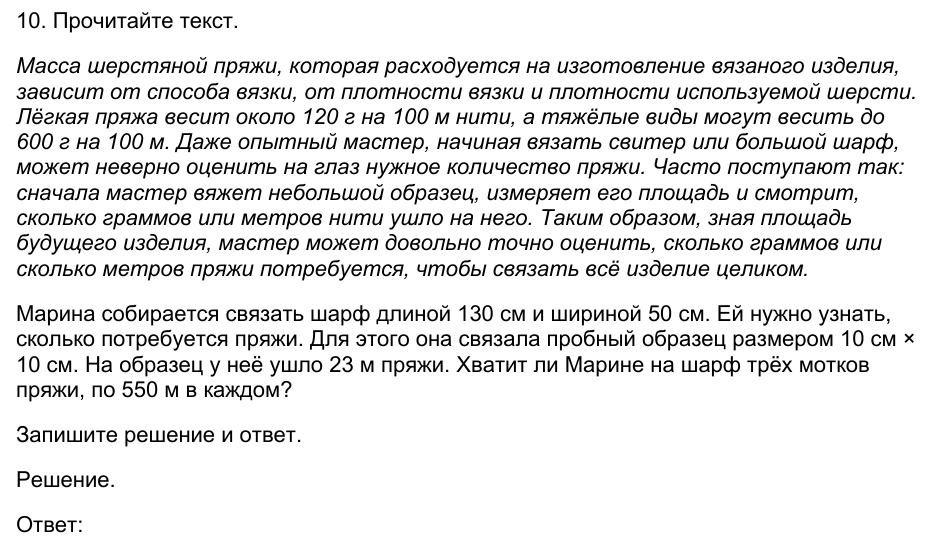 10. Прочитайте текст.
Масса шерстяной пряжи, которая расходуется на изготовление вязаного изделия,
зависит от способа вязки, от плотности вязки и плотности используемой шерсти.
Лёгкая пряжа весит около 120 г на 100 м нити, а тяжёлые виды могут весить до
600 г на 100 м. Даже опытный мастер, начиная вязать свитер или большой шарф,
может неверно оценить на глаз нужное количество пряжи. Часто поступают так:
сначала мастер вяжет небольшой образец, измеряет его площадь и смотрит,
сколько граммов или метров нити ушло на него. Таким образом, зная площадь
будущего изделия, мастер может довольно точно оценить, сколько граммов или
сколько метров пряжи потребуется, чтобы связать всё изделие целиком.
Марина собирается связать шарф длиной 130 см и шириной 50 см. Ей нужно узнать,
сколько потребуется пряжи. Для этого она связала пробный образец размером 10 см ×
10 см. На образец у неё ушло 23 м пряжи. Хватит ли Марине на шарф трёх мотков
пряжи, по 550 м в каждом?
Запишите решение и ответ.
Решение.
Ответ: